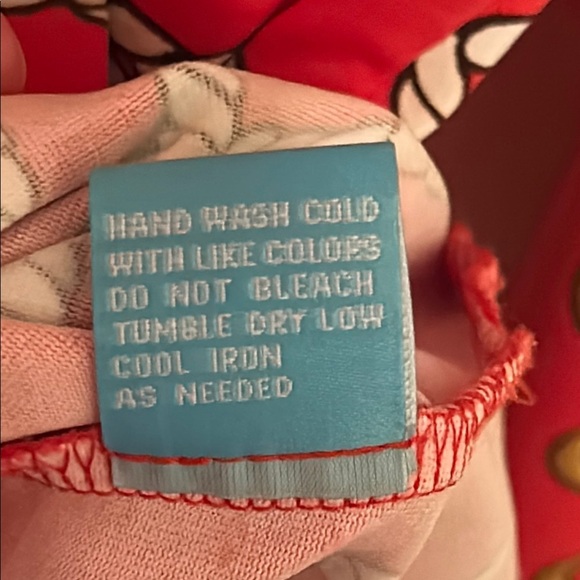 HAND WASH COLD
WITH LIKE COLORS
DO NOT BLEACH
TUMBLE DRY LOW
COOL IRON
AS NEEDED